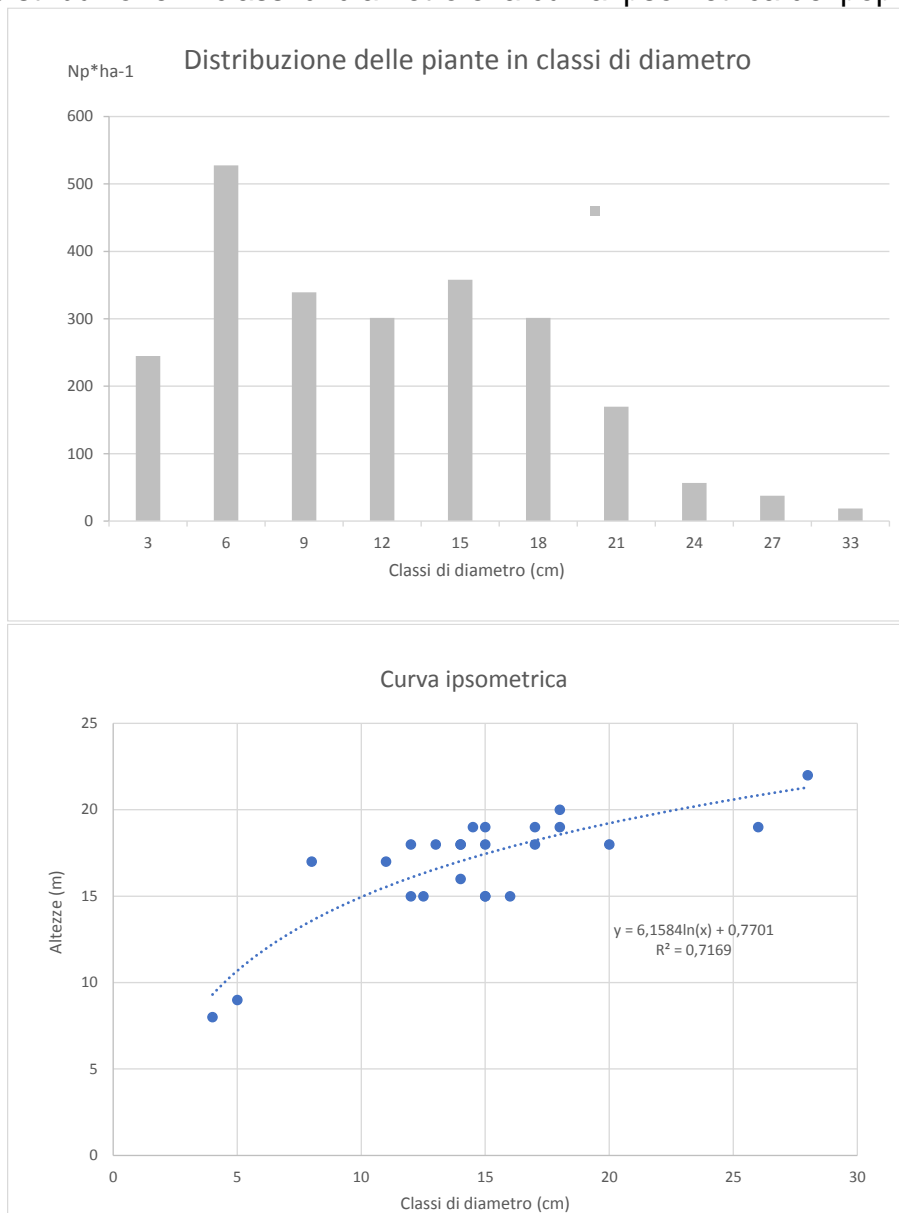 Distribuzione delle piante in classi di diametro
Np*ha-1
600
500
400
300
200
100
0
3 6 9 12 15 18 21 24 27 33
Classi di diametro (cm)
Curva ipsometrica
25
20
15
10
5
0
Altezze (m)
y = 6,1584ln(x) + 0,7701
R² = 0,7169
0 5 10 15 20 25 30
Classi di diametro (cm)